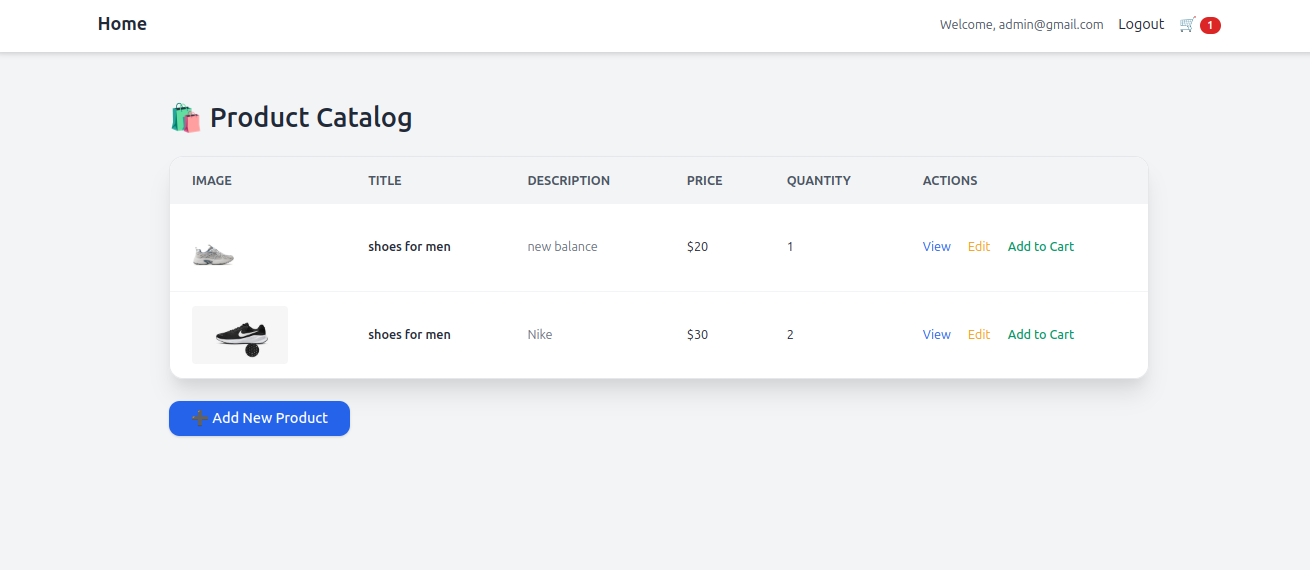 Home
Welcome, admin@gmail.com Logout 🛒 1
🛍️ Product Catalog
IMAGE TITLE DESCRIPTION PRICE QUANTITY ACTIONS
shoes for men new balance $20 1 View Edit Add to Cart
shoes for men Nike $30 2 View Edit Add to Cart
➕ Add New Product